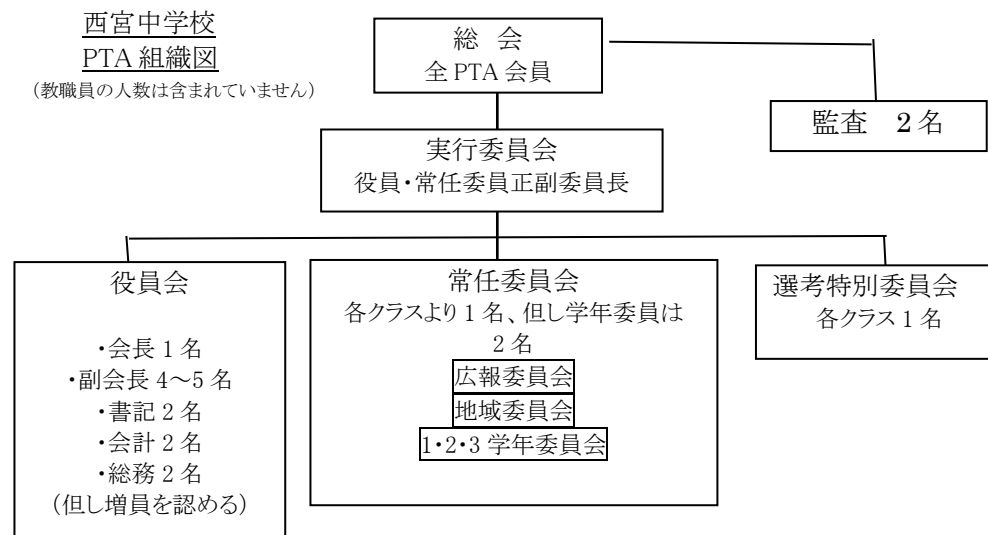 西宮中学校
PTA 組織図
（教職員の人数は含まれていません）
総 会
全 PTA 会員
監査 2 名
実行委員会
役員・常任委員正副委員長
役員会
・会長 1 名
・副会長 4～5 名
・書記 2 名
・会計 2 名
・総務 2 名
（但し増員を認める）
常任委員会
各クラスより 1 名、但し学年委員は
2 名
広報委員会
地域委員会
1・2・3 学年委員会
選考特別委員会
各クラス 1 名